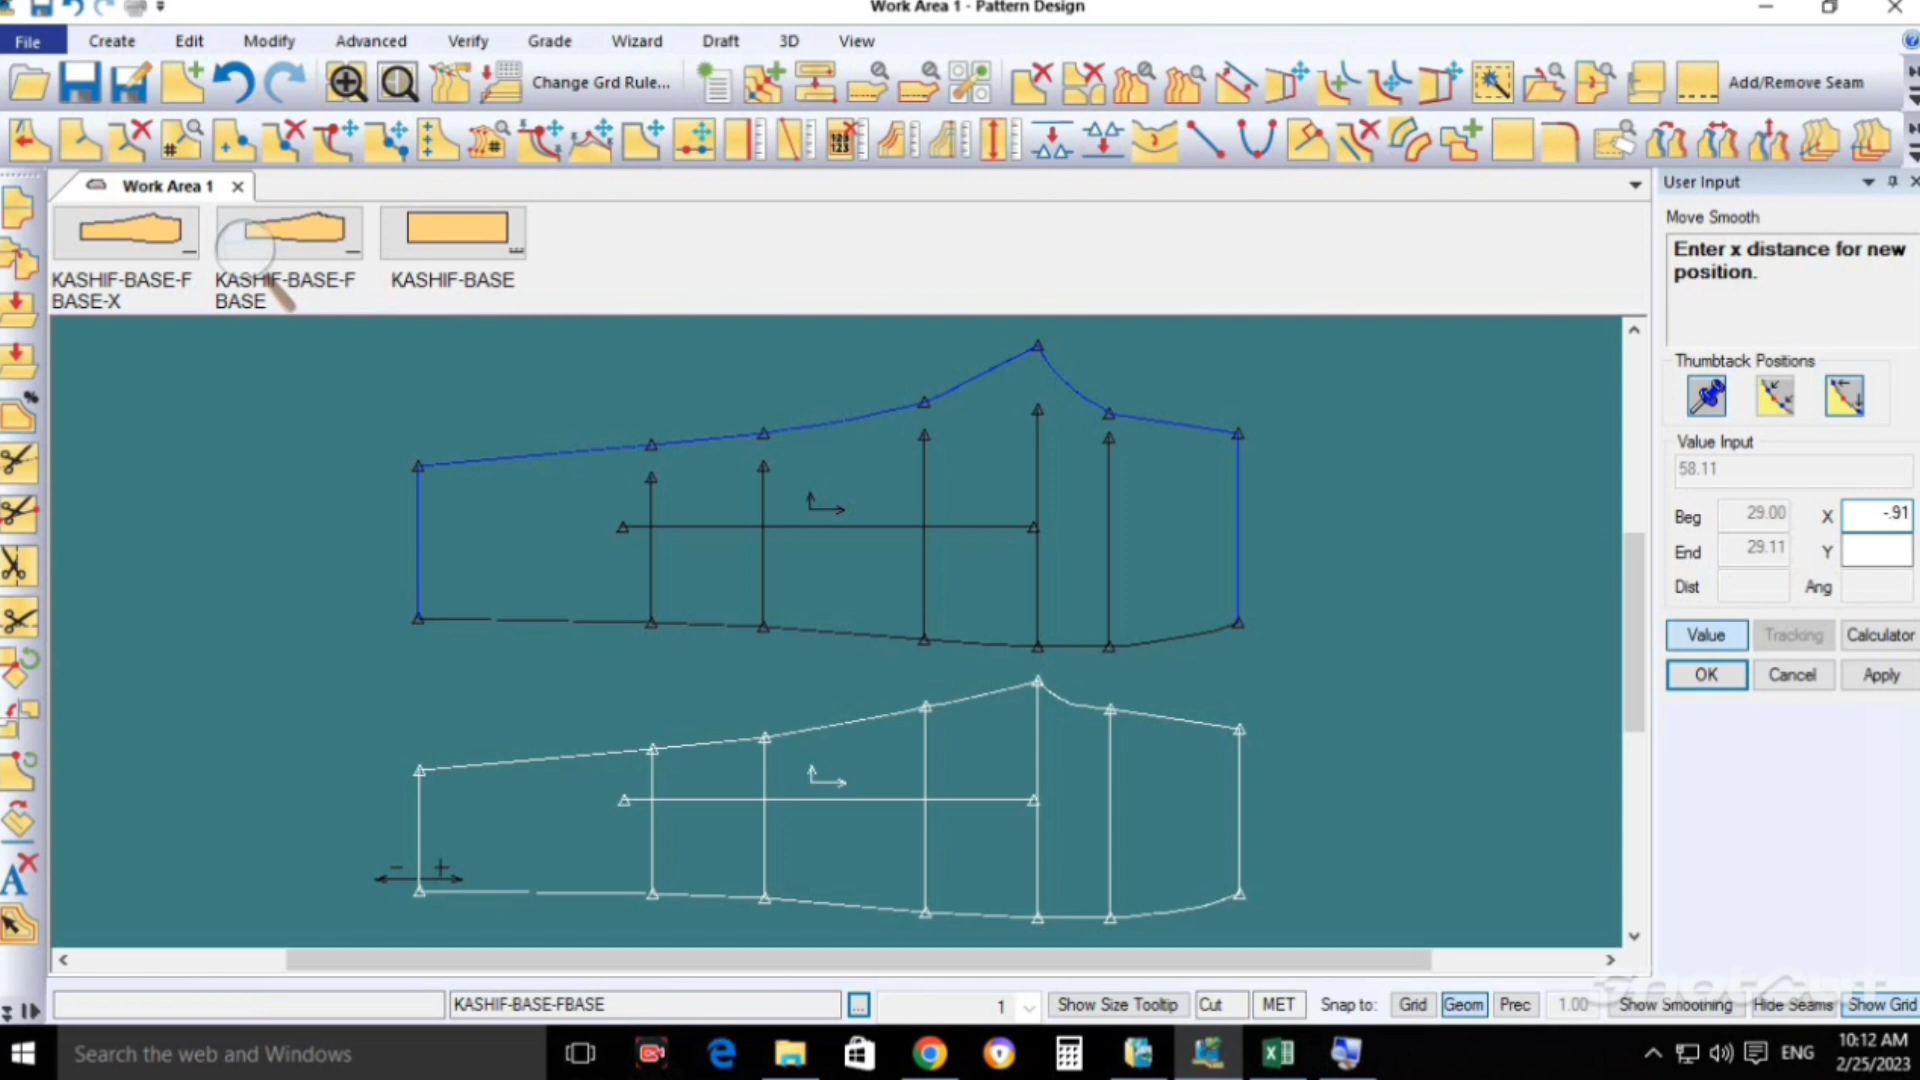 Work Area 1 - Pattern Design
File Create Edit Modify Advanced Verify Grade Wizard Draft 3D View
Change Grd Rule...
Add/Remove Seam
Work Area 1
User Input
KASHIF-BASE-F
BASE-X
KASHIF-BASE-F
BASE
KASHIF-BASE
Move Smooth
Enter x distance for new
position.
Thumbtack Positions
Value Input
58.11
Beg 29.00 X -.91
End 29.11 Y
Dist Ang
Value Tracking Calculator
OK Cancel Apply
KASHIF-BASE-FBASE
1
Show Size Tooltip
Cut
MET
Snap to:
Grid
Geom
Prec
1.00
Show Smoothing
Hide Seams
Show Grid
Search the web and Windows
ENG
10:12 AM
2/25/2023